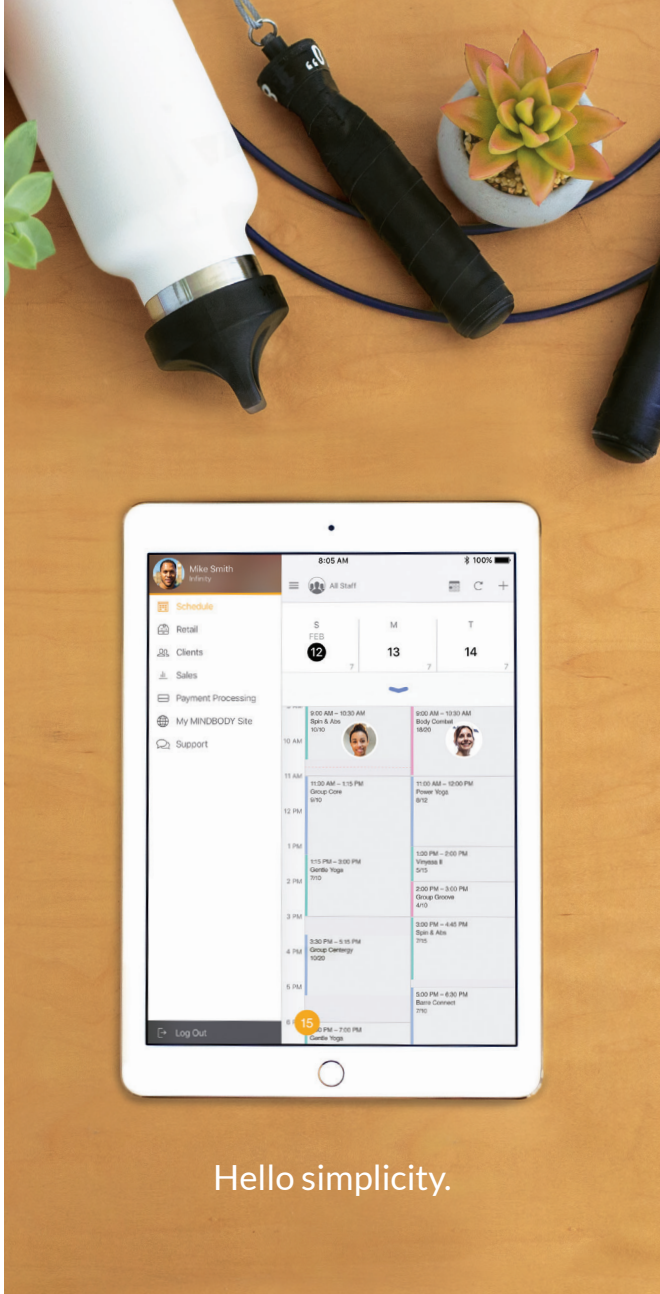 Mike Smith
Infinity
Schedule
Retail
Clients
Sales
Payment Processing
My MINDBODY Site
Support
Log Out
8:05 AM
100%
All Staff
S
M
T
FEB
12
13
14
7
7
7
10 AM
11 AM
12 PM
1 PM
2 PM
3 PM
4 PM
5 PM
15
9:00 AM – 10:30 AM
Spin & Abs
10/10
11:00 AM – 1:15 PM
Group Core
9/10
1:15 PM – 3:00 PM
Gentle Yoga
7/10
3:30 PM – 5:15 PM
Group Centergy
10/20
– 7:00 PM
Gentle Yoga
9:00 AM – 10:30 AM
Body Combat
18/20
11:00 AM – 12:00 PM
Power Yoga
8/12
1:00 PM – 2:00 PM
Vinyasa II
5/15
2:00 PM – 3:00 PM
Group Groove
4/10
3:00 PM – 4:45 PM
Spin & Abs
7/15
5:00 PM – 6:30 PM
Barre Connect
7/10
Hello simplicity.